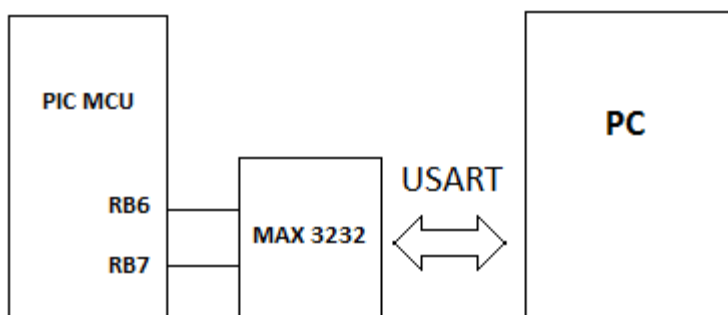 PIC MCU
PC
USART
RB6
MAX 3232
RB7